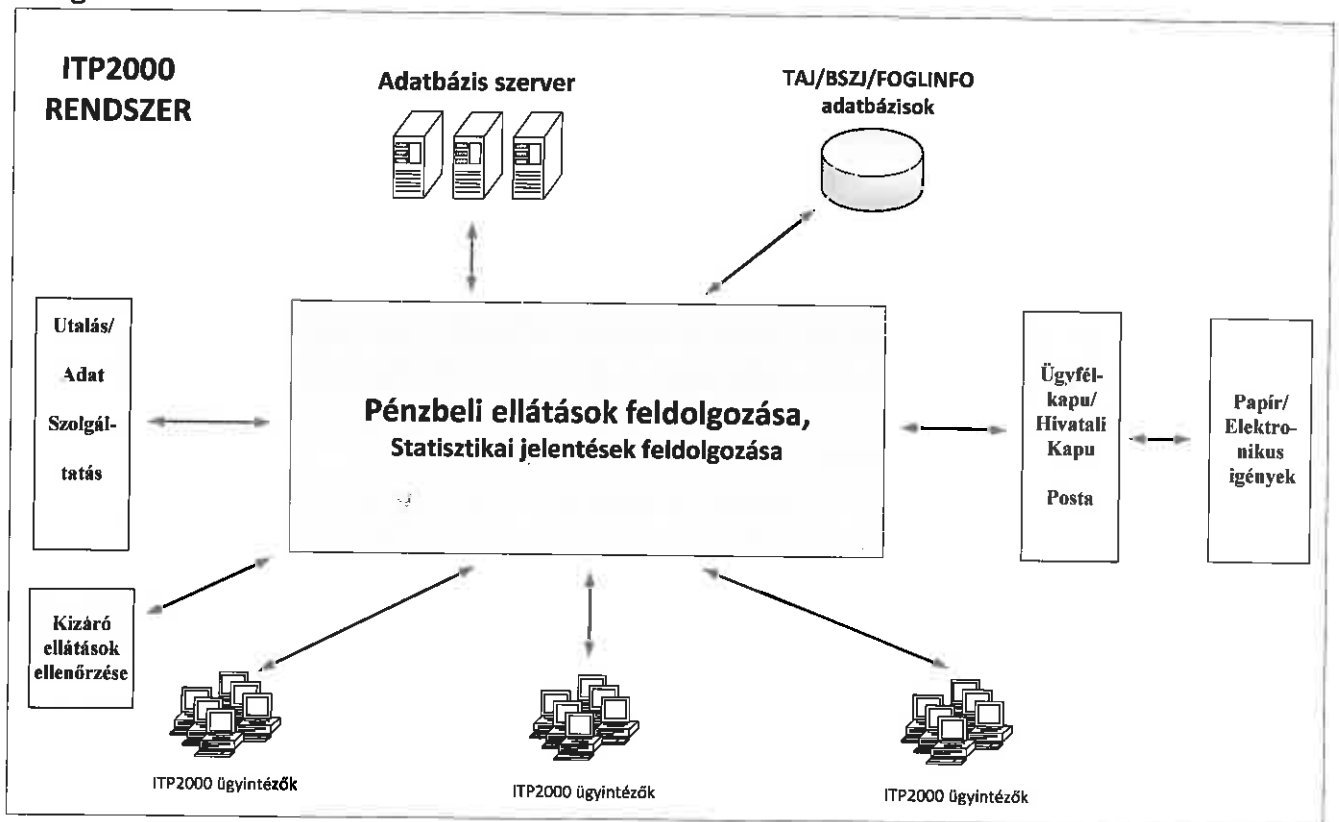 ITP2000
RENDSZER
Adatbázis szerver
TAJ/BSZJ/FOGLINFO
adatbázisok
Utalás/
Adat
Szolgál-
tatás
Pénzbeli ellátások feldolgozása,
Statisztikai jelentések feldolgozása
Ügyfél-
kapu/
Hivatali
Kapu
Posta
Papír/
Elektro-
nikus
igények
Kizáró
ellátások
ellenőrzése
ITP2000 ügyintézők
ITP2000 ügyintézők
ITP2000 ügyintézők